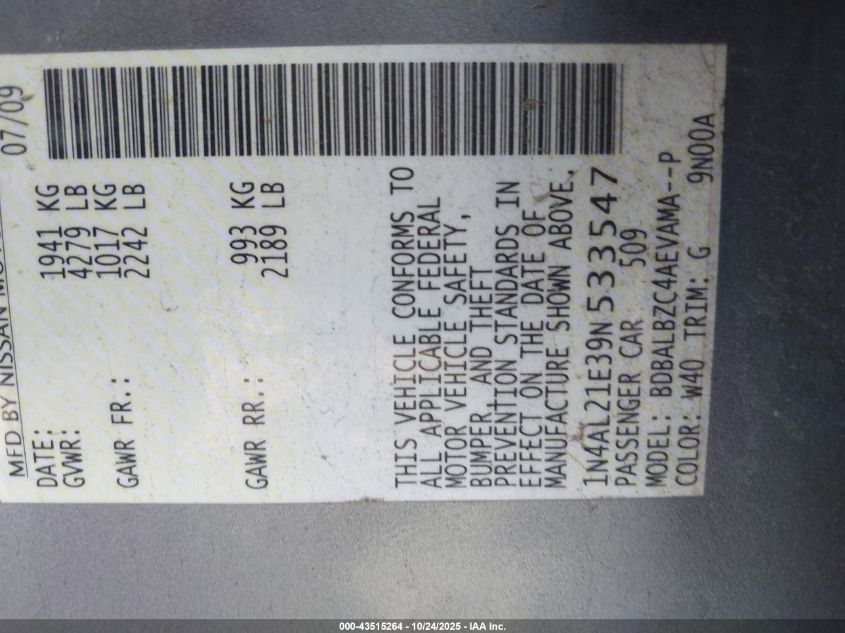 MFD BY NISSAN
DATE: 07/09
GVWR: 1941 KG
4279 LB
GAWR FR.: 1017 KG
2242 LB
GAWR RR.: 993 KG
2189 LB
THIS VEHICLE CONFORMS TO
ALL APPLICABLE FEDERAL
MOTOR VEHICLE SAFETY,
BUMPER, AND THEFT
PREVENTION STANDARDS IN
EFFECT ON THE DATE OF
MANUFACTURE SHOWN ABOVE.
1N4AL21E39N533547
PASSENGER CAR 509
MODEL: BDBALBZC4AEVAMA--P
COLOR: W40 TRIM: G 9N00A
000-43515264 - 10/24/2025 - IAA Inc.